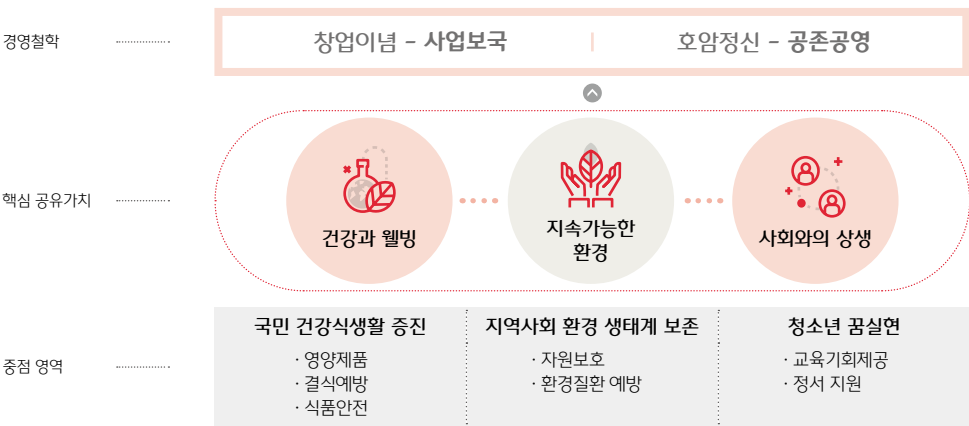 경영철학
창업이념 – 사업보국
호암정신 – 공존공영
핵심 공유가치
건강과 웰빙
지속가능한
환경
사회와의 상생
중점 영역
국민 건강식생활 증진
· 영양제품
· 결식예방
· 식품안전
지역사회 환경 생태계 보존
· 자원보호
· 환경질환 예방
청소년 꿈실현
· 교육기회제공
· 정서 지원